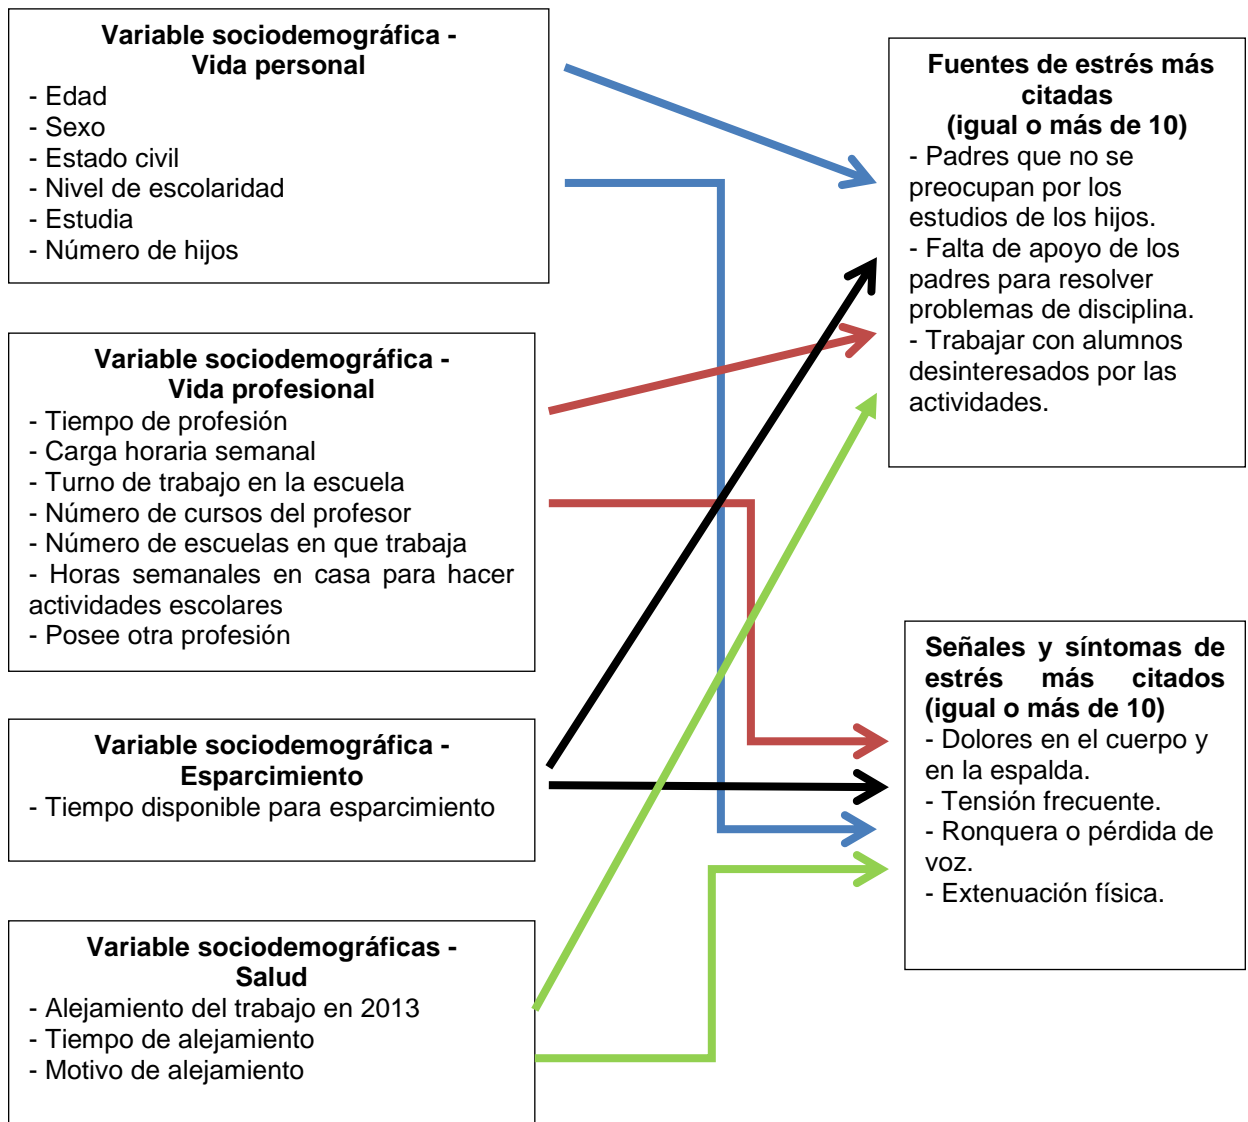 Variable sociodemográfica -
Vida personal
- Edad
- Sexo
- Estado civil
- Nivel de escolaridad
- Estudia
- Número de hijos
Variable sociodemográfica -
Vida profesional
- Tiempo de profesión
- Carga horaria semanal
- Turno de trabajo en la escuela
- Número de cursos del profesor
- Número de escuelas en que trabaja
- Horas semanales en casa para hacer
actividades escolares
- Posee otra profesión
Variable sociodemográfica -
Esparcimiento
- Tiempo disponible para esparcimiento
Variable sociodemográficas -
Salud
- Alejamiento del trabajo en 2013
- Tiempo de alejamiento
- Motivo de alejamiento
Fuentes de estrés más
citadas
(igual o más de 10)
- Padres que no se
preocupan por los
estudios de los hijos.
- Falta de apoyo de los
padres para resolver
problemas de disciplina.
- Trabajar con alumnos
desinteresados por las
actividades.
Señales y síntomas de
estrés más citados
(igual o más de 10)
- Dolores en el cuerpo y
en la espalda.
- Tensión frecuente.
- Ronquera o pérdida de
voz.
- Extenuación física.